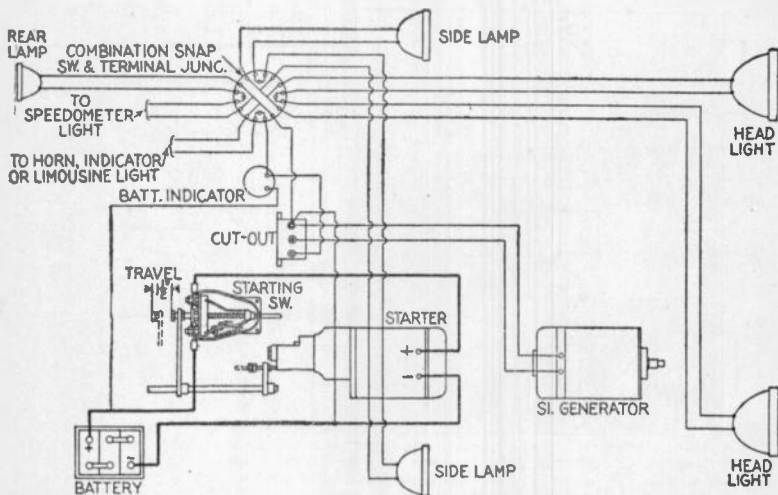 REAR
LAMP
COMBINATION SNAP
SW. & TERMINAL JUNC.
SIDE LAMP
TO
SPEEDOMETER
LIGHT
HEAD
LIGHT
TO HORN, INDICATOR
OR LIMOUSINE LIGHT
BATT. INDICATOR
CUT-OUT
TRAVEL
STARTING
SW.
STARTER
+
−
SI. GENERATOR
+
-
BATTERY
SIDE LAMP
HEAD
LIGHT